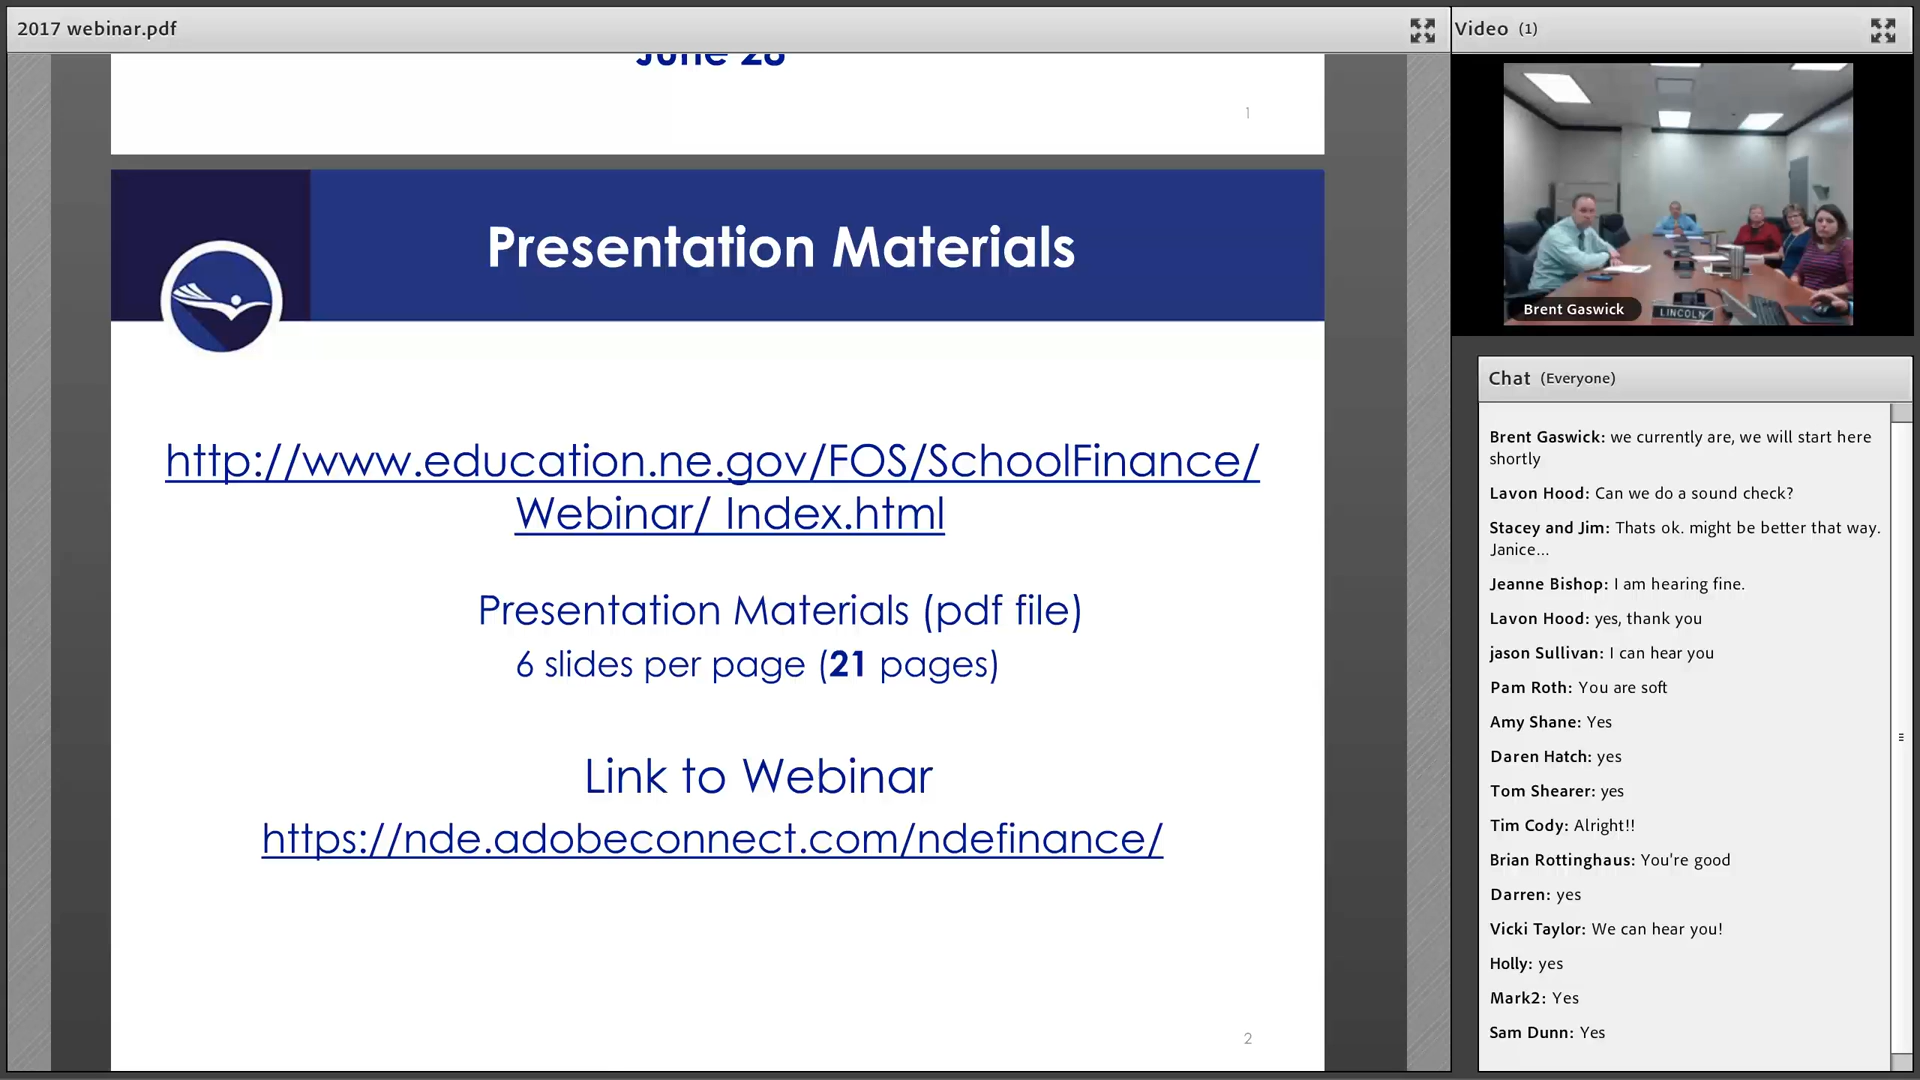 2017 webinar.pdf
June 28
1
Presentation Materials
http://www.education.ne.gov/FOS/SchoolFinance/
Webinar/ Index.html
Presentation Materials (pdf file)
6 slides per page (21 pages)
Link to Webinar
https://nde.adobeconnect.com/ndefinance/
2
Video (1)
Brent Gaswick
LINCOLN
Chat (Everyone)
Brent Gaswick: we currently are, we will start here
shortly
Lavon Hood: Can we do a sound check?
Stacey and Jim: Thats ok. might be better that way.
Janice...
Jeanne Bishop: I am hearing fine.
Lavon Hood: yes, thank you
jason Sullivan: I can hear you
Pam Roth: You are soft
Amy Shane: Yes
Daren Hatch: yes
Tom Shearer: yes
Tim Cody: Alright!!
Brian Rottinghaus: You're good
Darren: yes
Vicki Taylor: We can hear you!
Holly: yes
Mark2: Yes
Sam Dunn: Yes